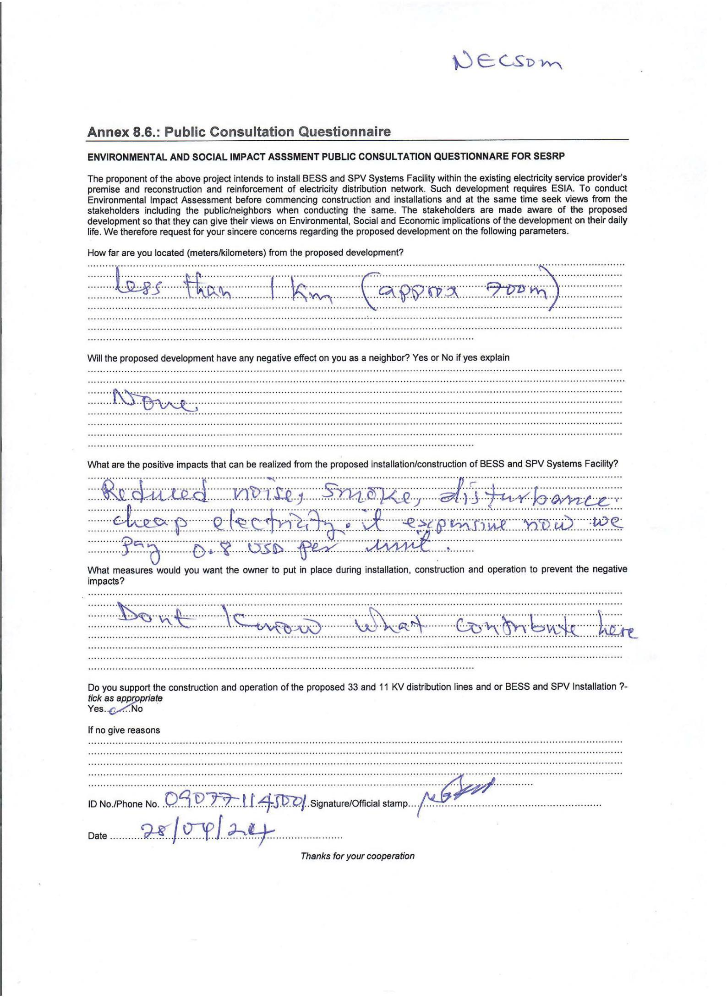 NECSOM
Annex 8.6.: Public Consultation Questionnaire
ENVIRONMENTAL AND SOCIAL IMPACT ASSSMENT PUBLIC CONSULTATION QUESTIONNARE FOR SESRP
The proponent of the above project intends to install BESS and SPV Systems Facility within the existing electricity service provider's
premise and reconstruction and reinforcement of electricity distribution network. Such development requires ESIA. To conduct
Environmental Impact Assessment before commencing construction and installations and at the same time seek views from the
stakeholders including the public/neighbors when conducting the same. The stakeholders are made aware of the proposed
development so that they can give their views on Environmental, Social and Economic implications of the development on their daily
life. We therefore request for your sincere concerns regarding the proposed development on the following parameters.
How far are you located (meters/kilometers) from the proposed development?
less than 1 km (approx 700m)
Will the proposed development have any negative effect on you as a neighbor? Yes or No if yes explain
None
What are the positive impacts that can be realized from the proposed installation/construction of BESS and SPV Systems Facility?
Reduced noise, smoke, disturbance.
cheap electricity. it expensive now we
pay 0.8 USD per unit.
What measures would you want the owner to put in place during installation, construction and operation to prevent the negative
impacts?
Dont know what contribute here
Do you support the construction and operation of the proposed 33 and 11 KV distribution lines and or BESS and SPV Installation ?-
tick as appropriate
Yes.........No
If no give reasons
ID No./Phone No. Signature/Official stamp
Date 28/04/
Thanks for your cooperation